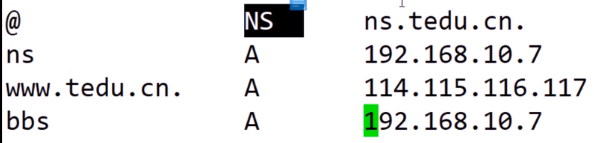 @ NS ns.tedu.cn.
ns A 192.168.10.7
www.tedu.cn. A 114.115.116.117
bbs A 192.168.10.7